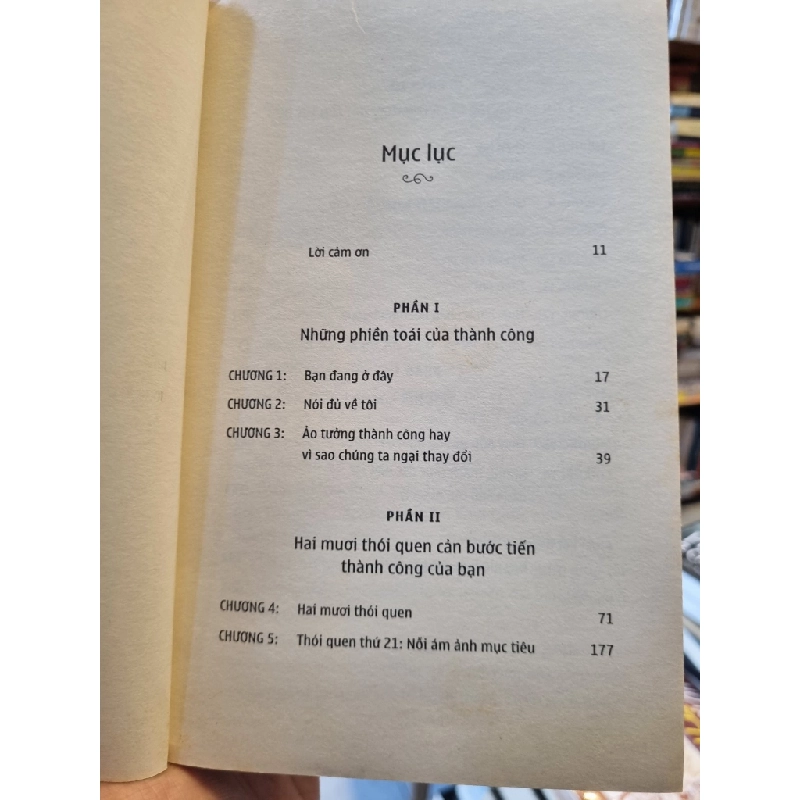 Mục lục
Lời cảm ơn 11
PHẦN I
Những phiền toái của thành công
CHƯƠNG 1: Bạn đang ở đây 17
CHƯƠNG 2: Nói đủ về tôi 31
CHƯƠNG 3: Ảo tưởng thành công hay
vì sao chúng ta ngại thay đổi 39
PHẦN II
Hai mươi thói quen cản bước tiến
thành công của bạn
CHƯƠNG 4: Hai mươi thói quen 71
CHƯƠNG 5: Thói quen thứ 21: Nỗi ám ảnh mục tiêu 177